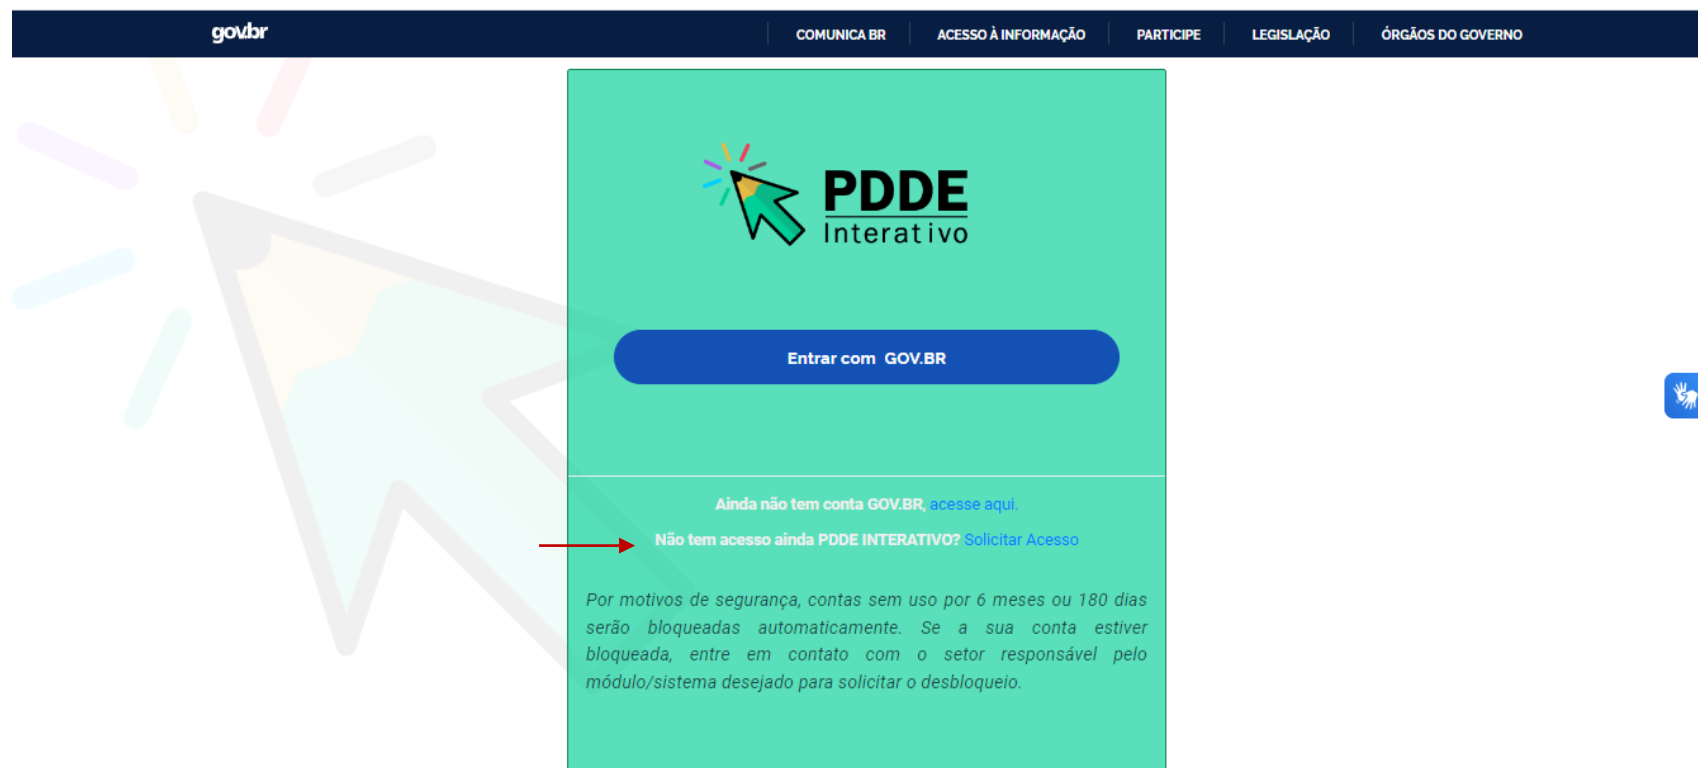 gov.br
COMUNICA BR
ACESSO À INFORMAÇÃO
PARTICIPE
LEGISLAÇÃO
ÓRGÃOS DO GOVERNO
PDDE
Interativo
Entrar com GOV.BR
Ainda não tem conta GOV.BR, acesse aqui.
Não tem acesso ainda PDDE INTERATIVO? Solicitar Acesso
Por motivos de segurança, contas sem uso por 6 meses ou 180 dias
serão bloqueadas automaticamente. Se a sua conta estiver
bloqueada, entre em contato com o setor responsável pelo
módulo/sistema desejado para solicitar o desbloqueio.